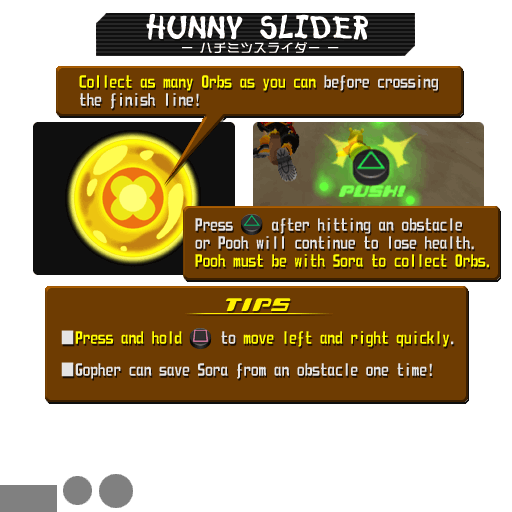 HUNNY SLIDER
— ハチミツスライダー —
Collect as many Orbs as you can before crossing
the finish line!
PUSH!
Press △ after hitting an obstacle
or Pooh will continue to lose health.
Pooh must be with Sora to collect Orbs.
TIPS
■Press and hold □ to move left and right quickly.
■Gopher can save Sora from an obstacle one time!